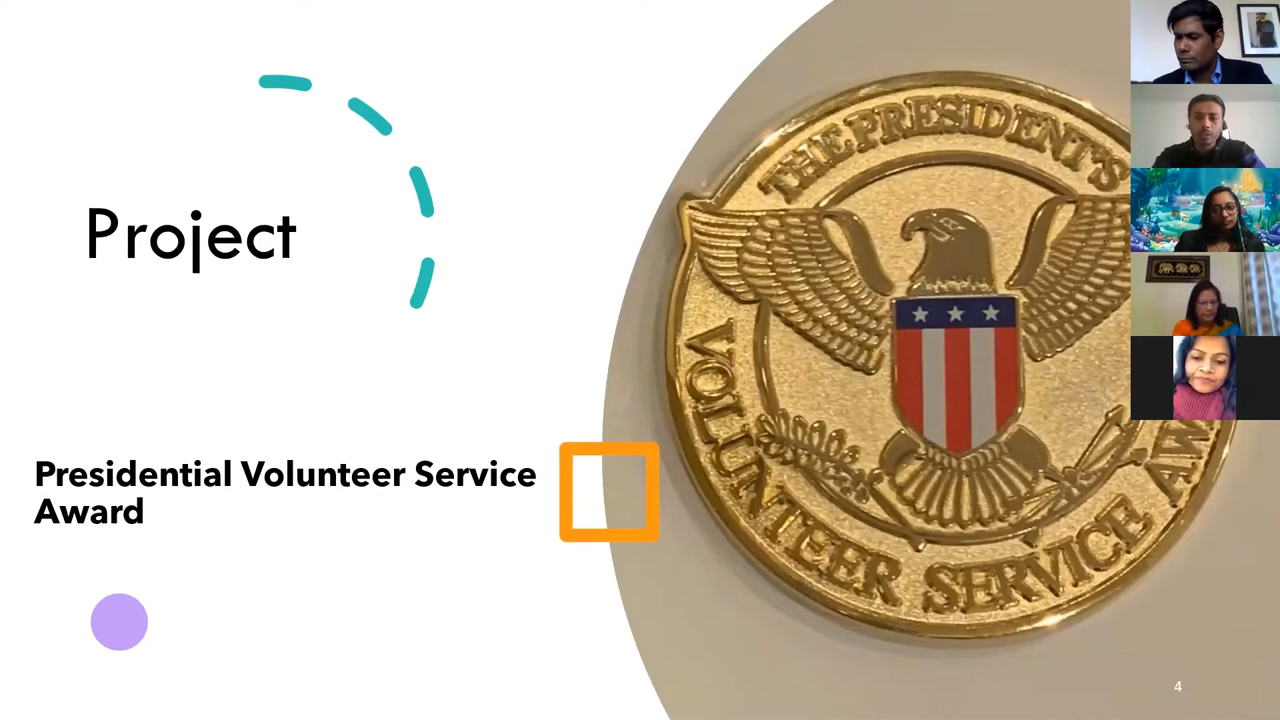 Project
Presidential Volunteer Service
Award
THE PRESIDENT'S
VOLUNTEER SERVICE
4